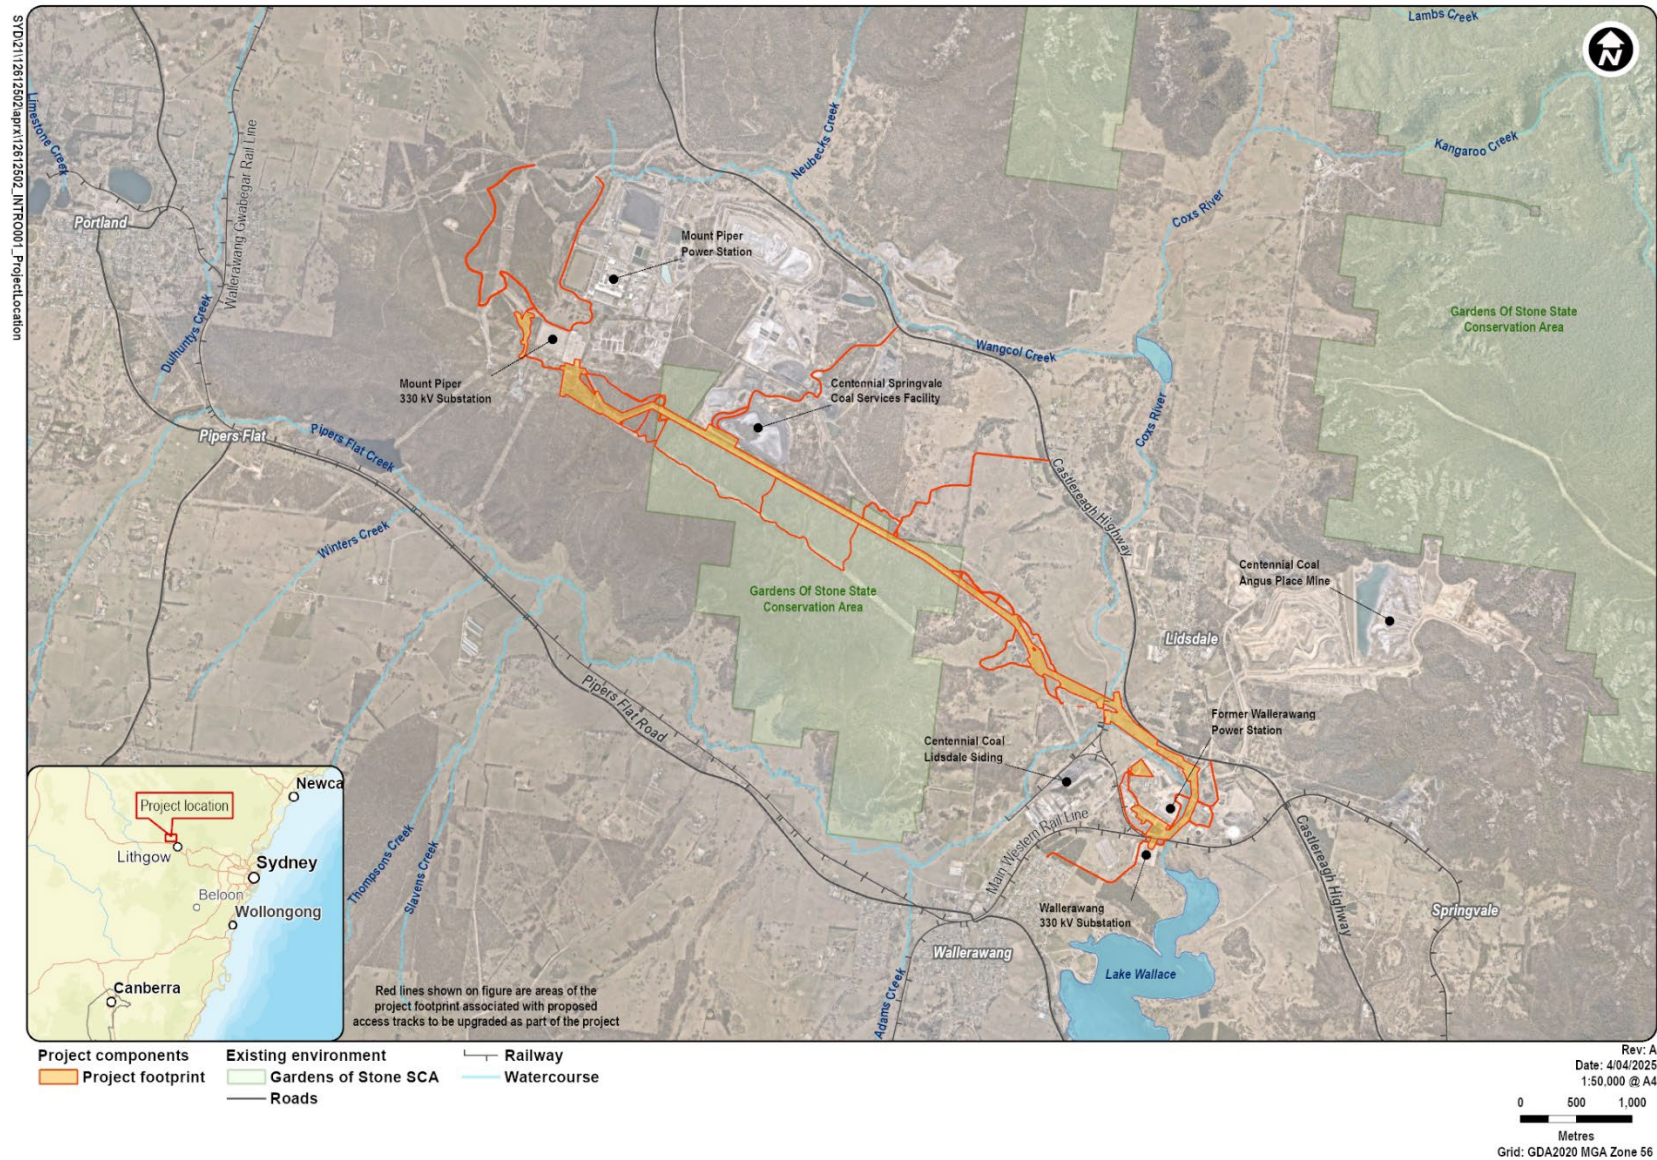 SYD\21\12612502\aprx\12612502_INTRO001_ProjectLocation
Lambs Creek
N
Limestone Creek
Wallerawang Gwabegar Rail Line
Neubecks Creek
Kangaroo Creek
Coxs River
Portland
Mount Piper
Power Station
Dulhuntys Creek
Gardens Of Stone State
Conservation Area
Wangcol Creek
Mount Piper
330 kV Substation
Centennial Springvale
Coal Services Facility
Coxs River
Pipers Flat
Pipers Flat Creek
Castlereagh Highway
Winters Creek
Centennial Coal
Angus Place Mine
Gardens Of Stone State
Conservation Area
Lidsdale
Pipers Flat Road
Former Wallerawang
Power Station
Centennial Coal
Lidsdale Siding
Main Western Rail Line
Castlereagh Highway
Thompsons Creek
Slavens Creek
Wallerawang
330 kV Substation
Springvale
Wallerawang
Lake Wallace
Adams Creek
Newca
Project location
Lithgow
Sydney
Beloon
Wollongong
Canberra
Red lines shown on figure are areas of the
project footprint associated with proposed
access tracks to be upgraded as part of the project
Project components
Project footprint
Existing environment
Gardens of Stone SCA
Roads
Railway
Watercourse
Rev: A
Date: 4/04/2025
1:50,000 @ A4
0 500 1,000
Metres
Grid: GDA2020 MGA Zone 56